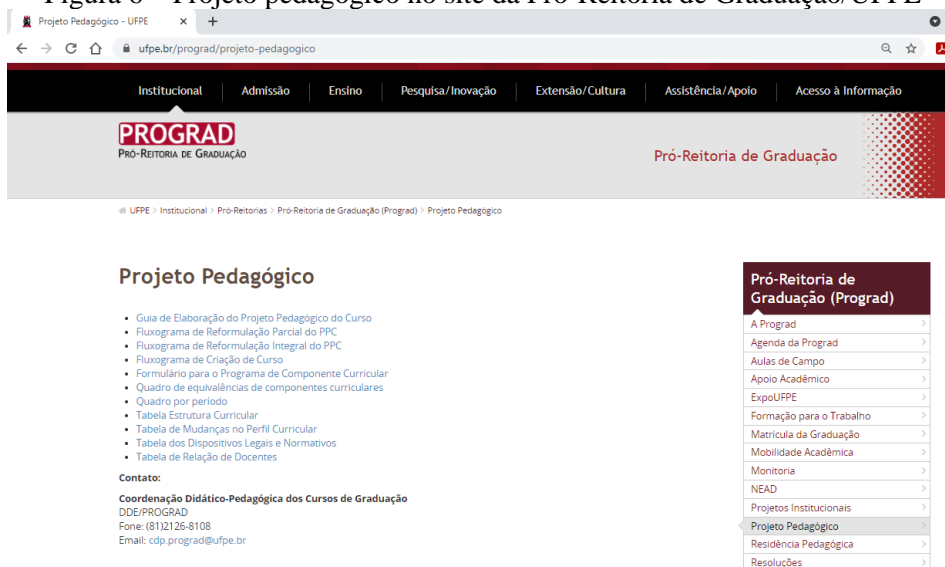 Figura 8 – Projeto pedagógico no site da Pró-Reitoria de Graduação/UFPE
Projeto Pedagógico - UFPE
ufpe.br/prograd/projeto-pedagogico
Institucional Admissão Ensino Pesquisa/Inovação Extensão/Cultura Assistência/Apoio Acesso à Informação
PROGRAD
PRÓ-REITORIA DE GRADUAÇÃO
Pró-Reitoria de Graduação
UFPE > Institucional > Pró-Reitorias > Pró-Reitoria de Graduação (Prograd) > Projeto Pedagógico
Projeto Pedagógico
Guia de Elaboração do Projeto Pedagógico do Curso
Fluxograma de Reformulação Parcial do PPC
Fluxograma de Reformulação Integral do PPC
Fluxograma de Criação de Curso
Formulário para o Programa de Componente Curricular
Quadro de equivalências de componentes curriculares
Quadro por período
Tabela Estrutura Curricular
Tabela de Mudanças no Perfil Curricular
Tabela dos Dispositivos Legais e Normativos
Tabela de Relação de Docentes
Contato:
Coordenação Didático-Pedagógica dos Cursos de Graduação
DDE/PROGRAD
Fone: (81)2126-8108
Email: cdp.prograd@ufpe.br
Pró-Reitoria de
Graduação (Prograd)
A Prograd
Agenda da Prograd
Aulas de Campo
Apoio Acadêmico
ExpoUFPE
Formação para o Trabalho
Matrícula da Graduação
Mobilidade Acadêmica
Monitoria
NEAD
Projetos Institucionais
Projeto Pedagógico
Residência Pedagógica
Resoluções